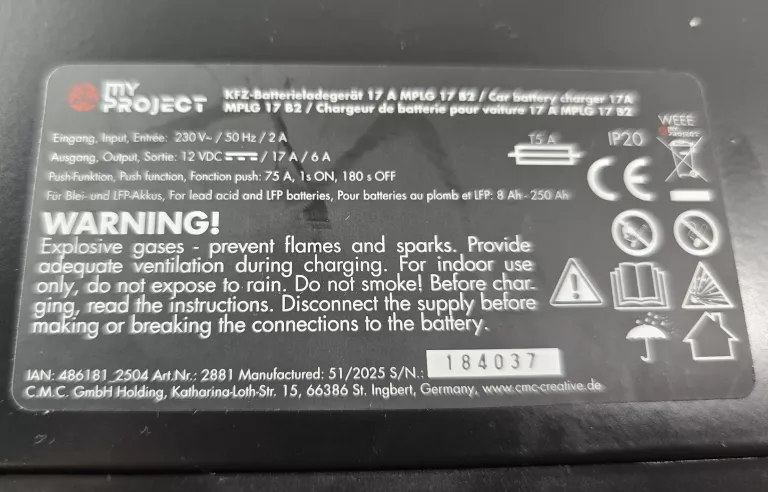 MY PROJECT
KFZ-Batterieladegerät 17 A MPLG 17 B2 / Car battery charger 17A
MPLG 17 B2 / Chargeur de batterie pour voiture 17 A MPLG 17 B2
Eingang, Input, Entrée: 230 V~ / 50 Hz / 2 A
Ausgang, Output, Sortie: 12 VDC ⎓ / 17 A / 6 A
Push-Funktion, Push function, Fonction push: 75 A, 1s ON, 180 s OFF
Für Blei- und LFP-Akkus, For lead acid and LFP batteries, Pour batteries au plomb et LFP: 8 Ah - 250 Ah
T5 A
IP20
WEEE
MY PROJECT
CE
WARNING!
Explosive gases - prevent flames and sparks. Provide
adequate ventilation during charging. For indoor use
only, do not expose to rain. Do not smoke! Before char-
ging, read the instructions. Disconnect the supply before
making or breaking the connections to the battery.
IAN: 486181_2504 Art.Nr.: 2881 Manufactured: 51/2025 S/N.: 184037
C.M.C. GmbH Holding, Katharina-Loth-Str. 15, 66386 St. Ingbert, Germany, www.cmc-creative.de